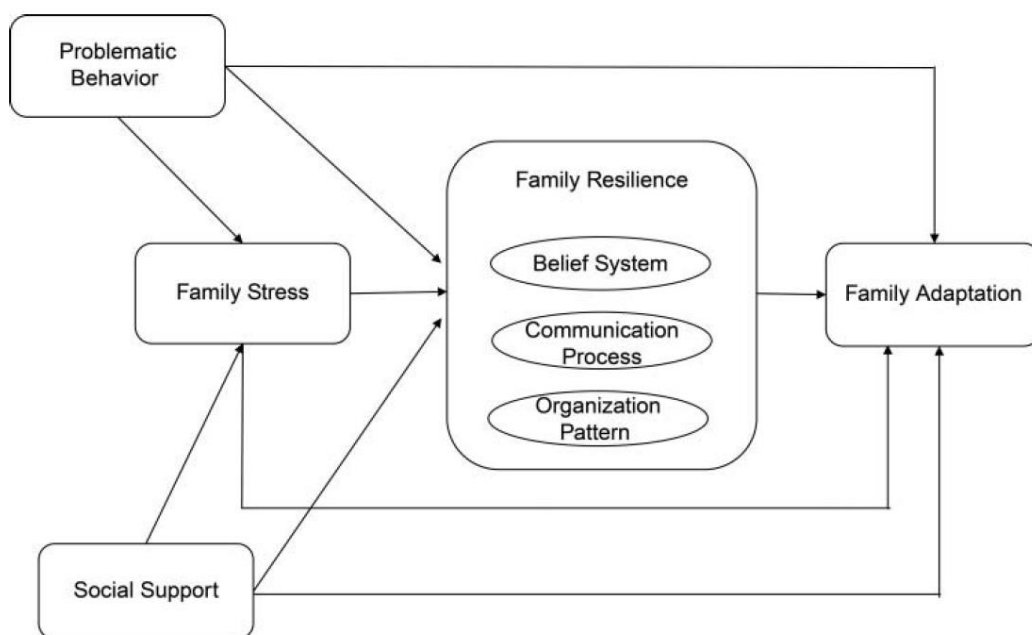 Problematic
Behavior
Family Resilience
Belief System
Family Stress
Family Adaptation
Communication
Process
Organization
Pattern
Social Support